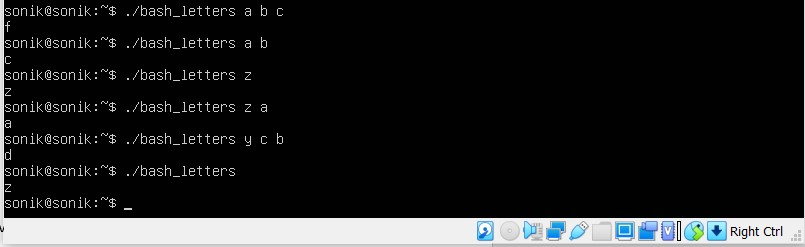 sonik@sonik:~$ ./bash_letters a b c
f
sonik@sonik:~$ ./bash_letters a b
c
sonik@sonik:~$ ./bash_letters z
z
sonik@sonik:~$ ./bash_letters z a
a
sonik@sonik:~$ ./bash_letters y c b
d
sonik@sonik:~$ ./bash_letters
z
sonik@sonik:~$ _
Right Ctrl